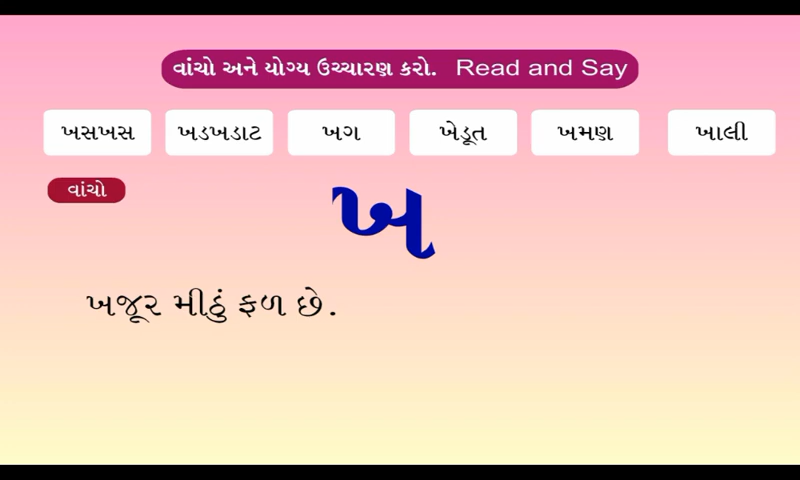 વાંચો અને યોગ્ય ઉચ્ચારણ કરો. Read and Say
ખસખસ ખડખડાટ ખગ ખેડૂત ખમણ ખાલી
વાંચો
ખ
ખજૂર મીઠું ફળ છે.